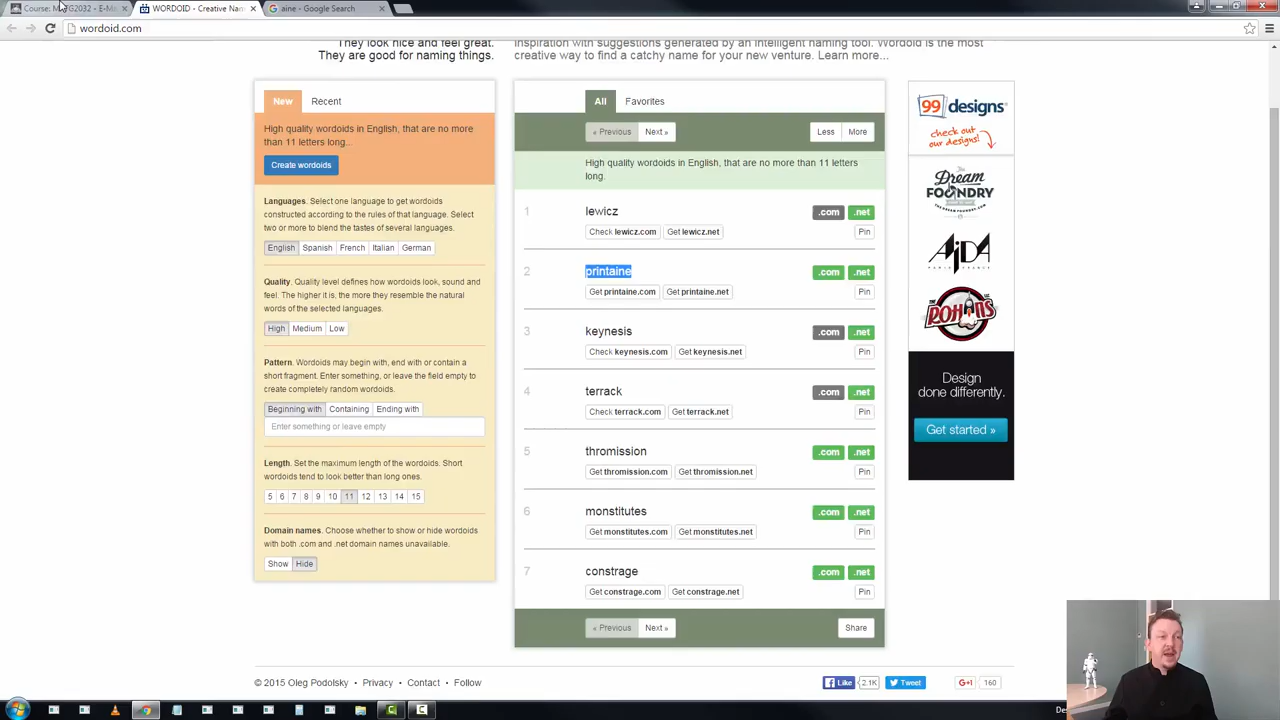 WORDOID - Creative Nam
aine - Google Search
wordoid.com
They look nice and feel great.
They are good for naming things.
Inspiration with suggestions generated by an intelligent naming tool. Wordoid is the most
creative way to find a catchy name for your new venture. Learn more...
New
Recent
High quality wordoids in English, that are no more
than 11 letters long...
Create wordoids
Languages. Select one language to get wordoids
constructed according to the rules of that language. Select
two or more to blend the tastes of several languages.
English Spanish French Italian German
Quality. Quality level defines how wordoids look, sound and
feel. The higher it is, the more they resemble the natural
words of the selected languages.
High Medium Low
Pattern. Wordoids may begin with, end with or contain a
short fragment. Enter something, or leave the field empty to
create completely random wordoids.
Beginning with Containing Ending with
Enter something or leave empty
Length. Set the maximum length of the wordoids. Short
wordoids tend to look better than long ones.
5 6 7 8 9 10 11 12 13 14 15
Domain names. Choose whether to show or hide wordoids
with both .com and .net domain names unavailable.
Show Hide
All
Favorites
« Previous Next » Less More
High quality wordoids in English, that are no more than 11 letters
long.
1 lewicz .com .net
Check lewicz.com Get lewicz.net Pin
2 printaine .com .net
Get printaine.com Get printaine.net Pin
3 keynesis .com .net
Check keynesis.com Get keynesis.net Pin
4 terrack .com .net
Check terrack.com Get terrack.net Pin
5 thromission .com .net
Get thromission.com Get thromission.net Pin
6 monstitutes .com .net
Get monstitutes.com Get monstitutes.net Pin
7 constrage .com .net
Get constrage.com Get constrage.net Pin
« Previous Next » Share
99designs
check out
our designs!
The
Dream
FOUNDRY
AJDA
THE
ROHANS
Design
done differently.
Get started »
© 2015 Oleg Podolsky · Privacy · Contact · Follow
Like 2.1K Tweet G+1 160